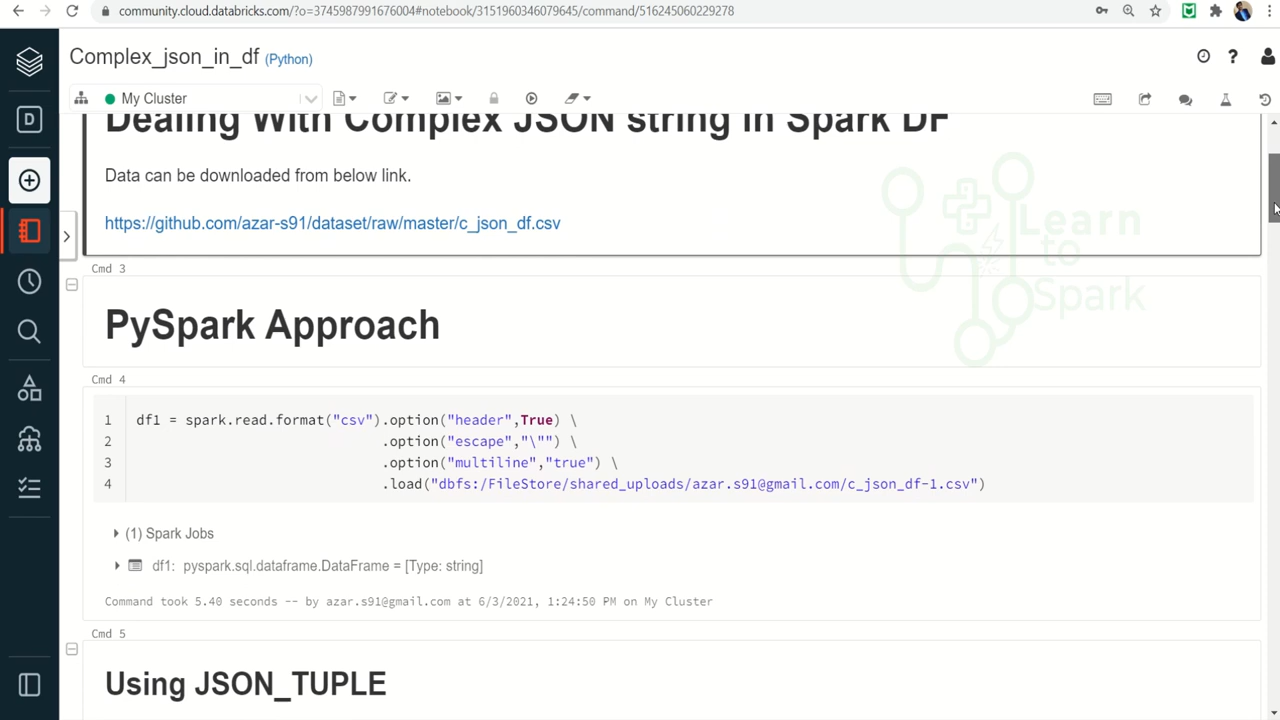 community.cloud.databricks.com/?o=3745987991676004#notebook/3151960346079645/command/516245060229278
Complex_json_in_df (Python)
My Cluster
Dealing With Complex JSON string in Spark DF
Data can be downloaded from below link.
https://github.com/azar-s91/dataset/raw/master/c_json_df.csv
Learn
to
Spark
Cmd 3
PySpark Approach
Cmd 4
1 df1 = spark.read.format("csv").option("header",True) \
2 .option("escape","\"") \
3 .option("multiline","true") \
4 .load("dbfs:/FileStore/shared_uploads/azar.s91@gmail.com/c_json_df-1.csv")
(1) Spark Jobs
df1: pyspark.sql.dataframe.DataFrame = [Type: string]
Command took 5.40 seconds -- by azar.s91@gmail.com at 6/3/2021, 1:24:50 PM on My Cluster
Cmd 5
Using JSON_TUPLE